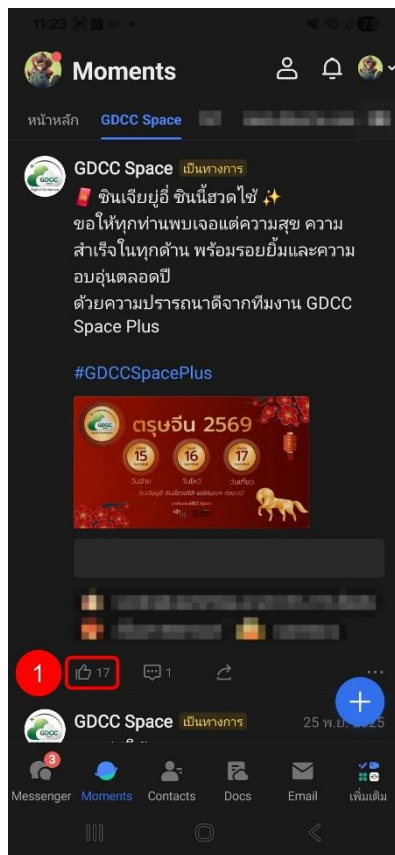 11:23
73
Moments
หน้าหลัก GDCC Space
GDCC Space เป็นทางการ
🧧 ซินเจียยู่อี่ ซินนี้ฮวดไช้ ✨
ขอให้ทุกท่านพบเจอแต่ความสุข ความ
สำเร็จในทุกด้าน พร้อมรอยยิ้มและความ
อบอุ่นตลอดปี
ด้วยความปรารถนาดีจากทีมงาน GDCC
Space Plus
#GDCCSpacePlus
GDCC
ตรุษจีน 2569
15 16 17
วันจ่าย วันไหว้ วันเที่ยว
1 17 1
GDCC Space เป็นทางการ 25 พ.ย. 2025
3
Messenger Moments Contacts Docs Email เพิ่มเติม